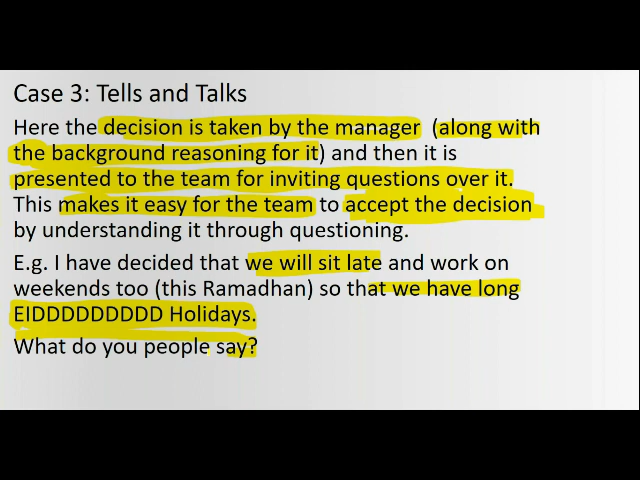 Case 3: Tells and Talks
Here the decision is taken by the manager (along with
the background reasoning for it) and then it is
presented to the team for inviting questions over it.
This makes it easy for the team to accept the decision
by understanding it through questioning.
E.g. I have decided that we will sit late and work on
weekends too (this Ramadhan) so that we have long
EIDDDDDDDDDD Holidays.
What do you people say?